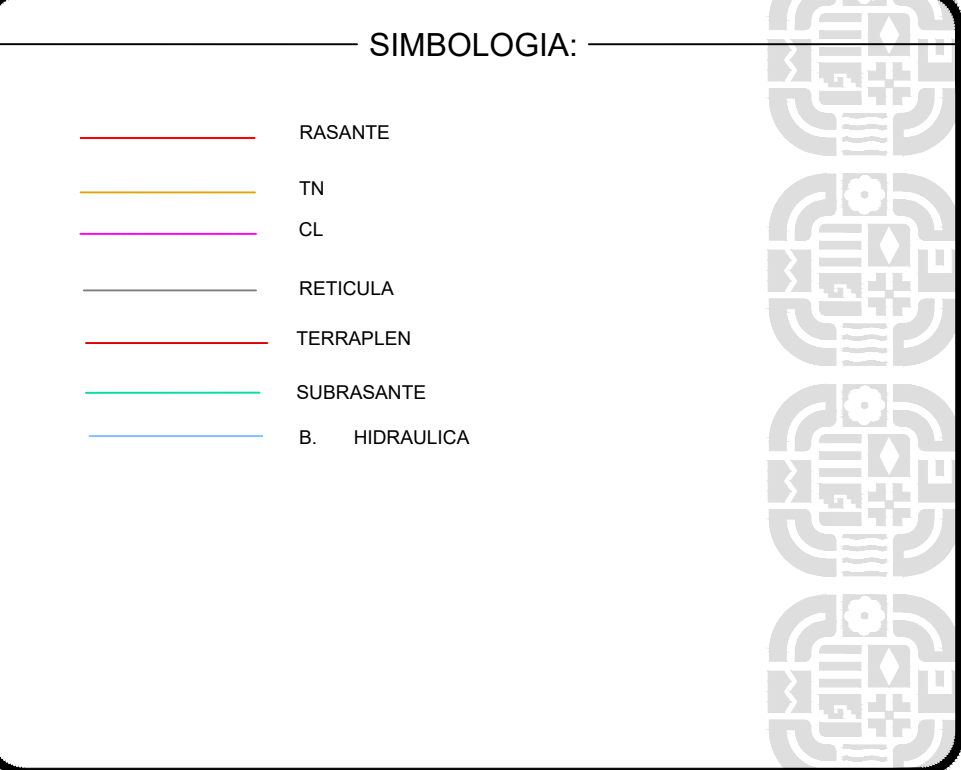 SIMBOLOGIA:
RASANTE
TN
CL
RETICULA
TERRAPLEN
SUBRASANTE
B. HIDRAULICA